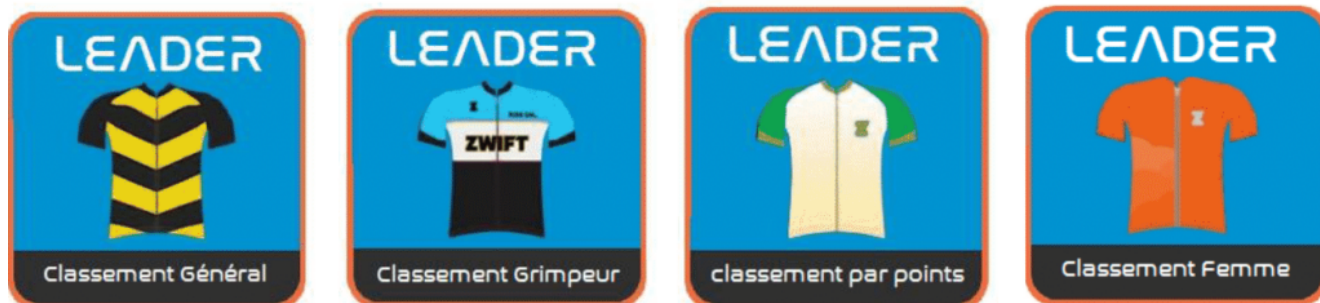 LEADER
Classement Général
LEADER
Z
ZWIFT
Classement Grimpeur
LEADER
Z
classement par points
LEADER
Z
Classement Femme